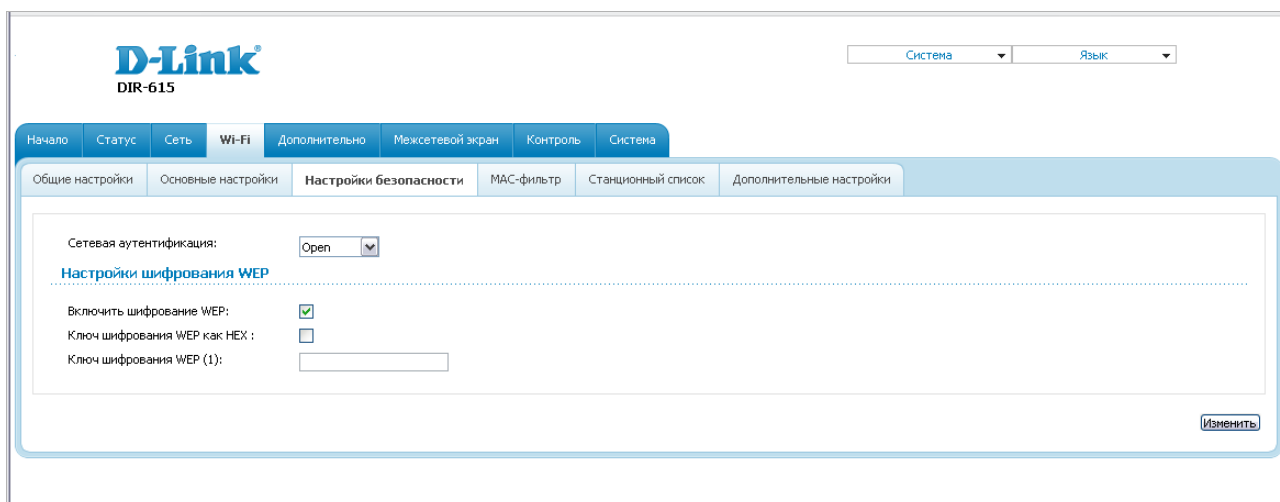 D-Link®
DIR-615
Система Язык
Начало Статус Сеть Wi-Fi Дополнительно Межсетевой экран Контроль Система
Общие настройки Основные настройки Настройки безопасности MAC-фильтр Станционный список Дополнительные настройки
Сетевая аутентификация: Open
Настройки шифрования WEP
Включить шифрование WEP:
Ключ шифрования WEP как HEX :
Ключ шифрования WEP (1):
Изменить